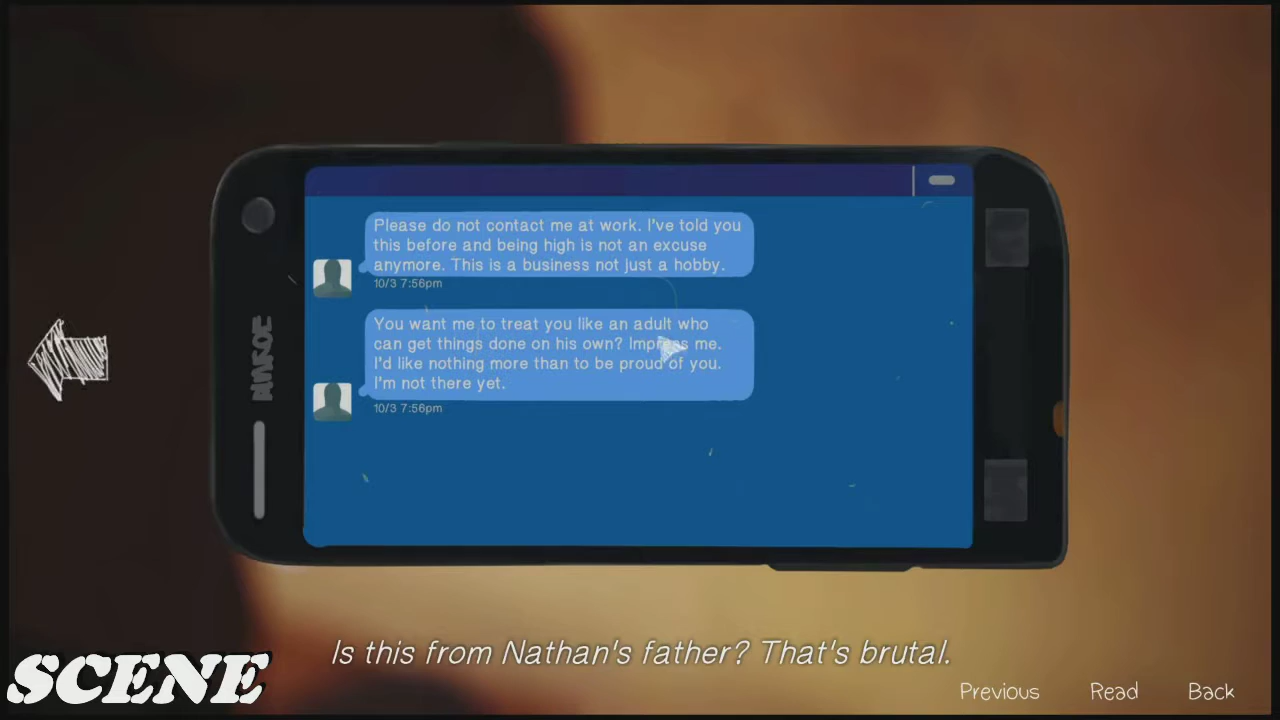 Please do not contact me at work. I've told you
this before and being high is not an excuse
anymore. This is a business not just a hobby.
10/3 7:56pm
You want me to treat you like an adult who
can get things done on his own? Impress me.
I'd like nothing more than to be proud of you.
I'm not there yet.
10/3 7:56pm
Is this from Nathan's father? That's brutal.
SCENE
Previous Read Back